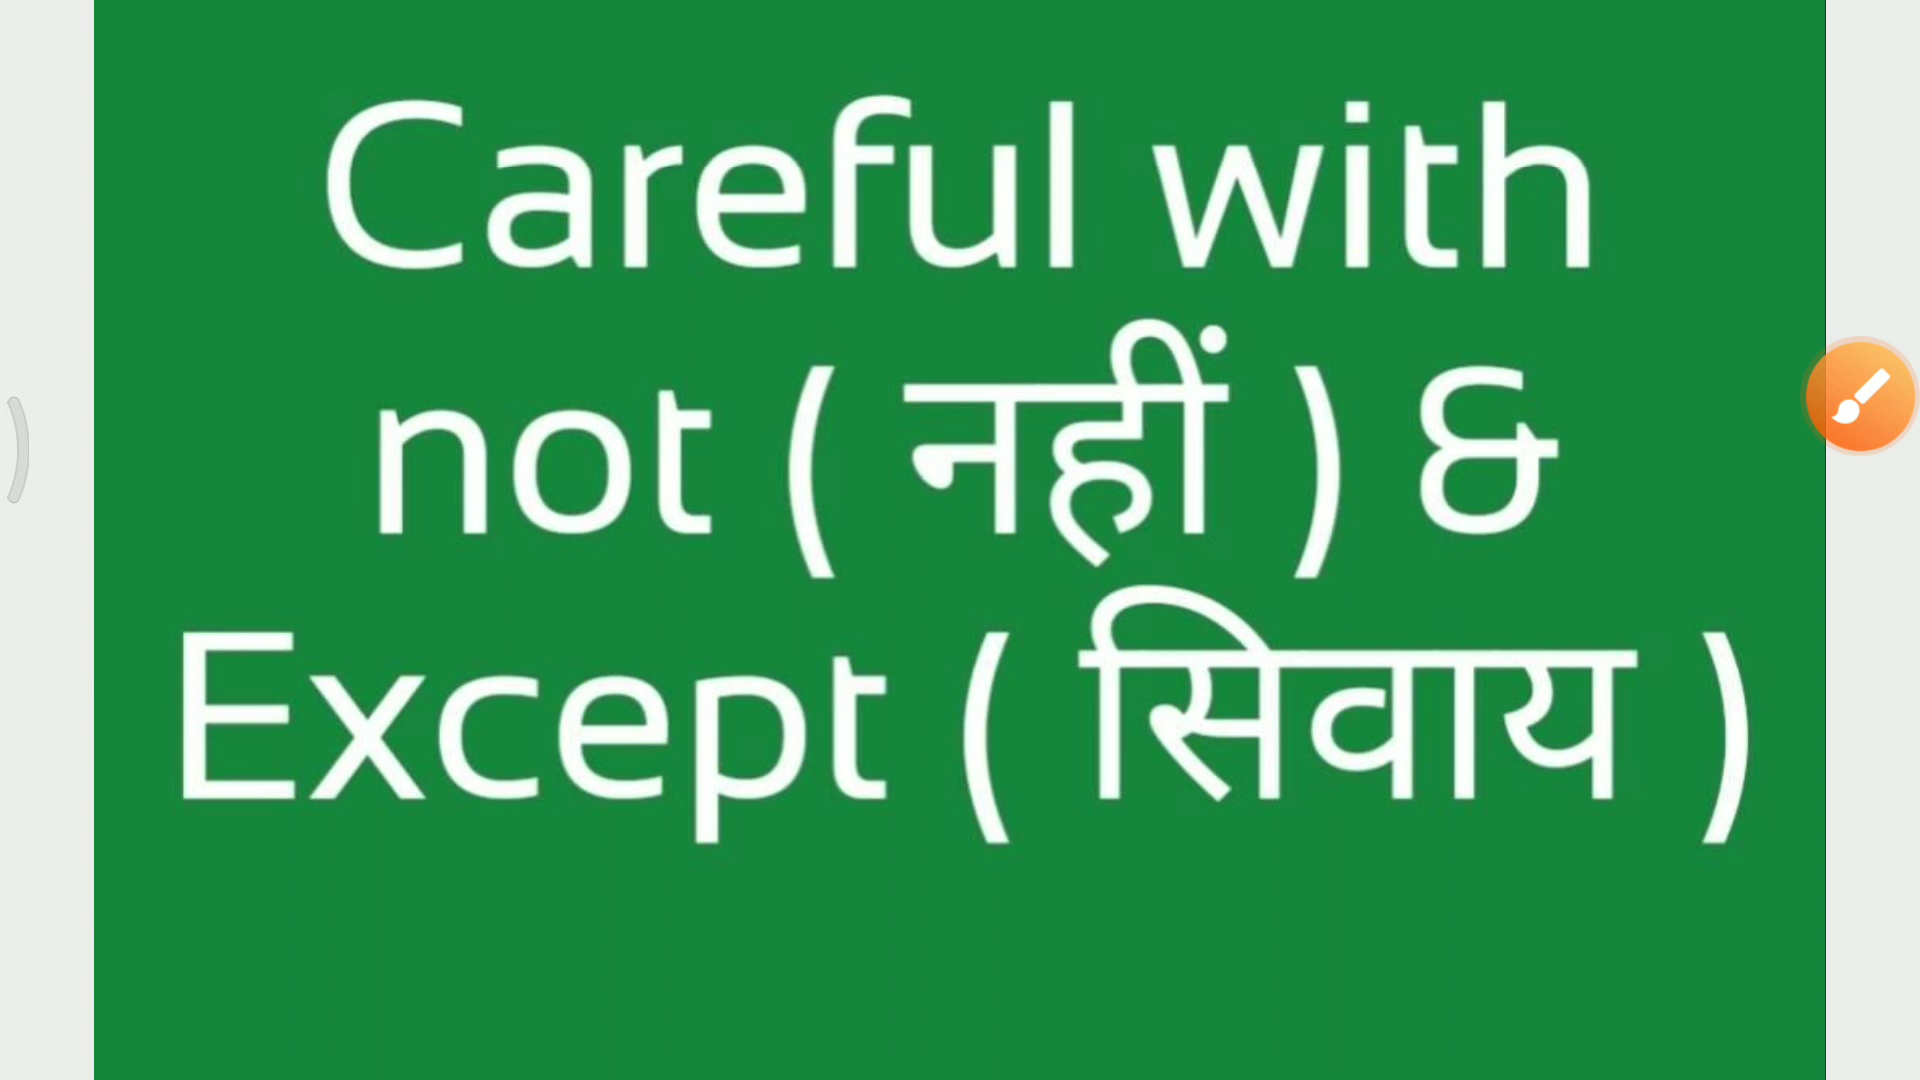 Careful with
not ( नहीं ) &
Except ( सिवाय )